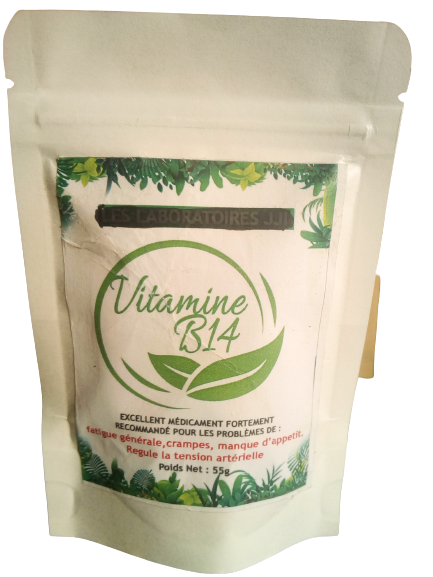 LES LABORATOIRES JJ
Vitamine
B14
EXCELLENT MÉDICAMENT FORTEMENT
RECOMMANDÉ POUR LES PROBLÈMES DE :
fatigue générale,crampes, manque d'appetit.
Regule la tension artérielle
Poids Net : 55g